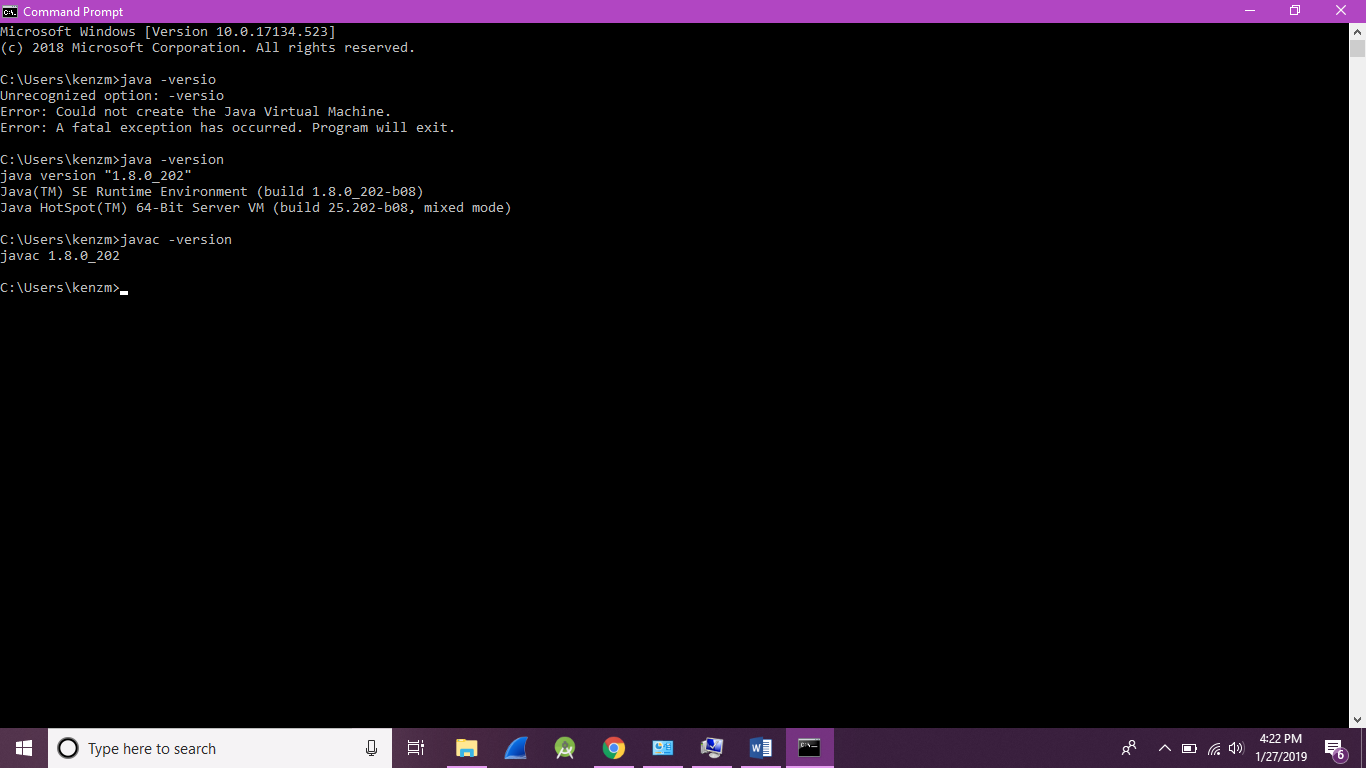 Command Prompt
Microsoft Windows [Version 10.0.17134.523]
(c) 2018 Microsoft Corporation. All rights reserved.
C:\Users\kenzm>java -versio
Unrecognized option: -versio
Error: Could not create the Java Virtual Machine.
Error: A fatal exception has occurred. Program will exit.
C:\Users\kenzm>java -version
java version "1.8.0_202"
Java(TM) SE Runtime Environment (build 1.8.0_202-b08)
Java HotSpot(TM) 64-Bit Server VM (build 25.202-b08, mixed mode)
C:\Users\kenzm>javac -version
javac 1.8.0_202
C:\Users\kenzm>
Type here to search
4:22 PM
1/27/2019
6